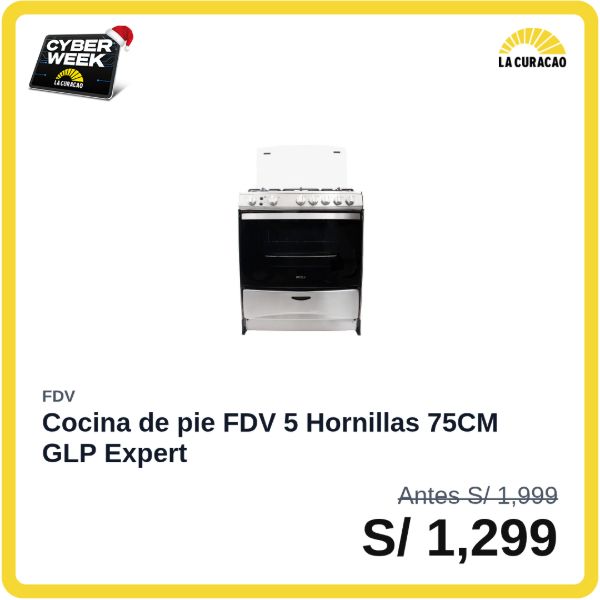 CYBER
WEEK
LA CURACAO
LA CURACAO
FDV
Cocina de pie FDV 5 Hornillas 75CM
GLP Expert
Antes S/ 1,999
S/ 1,299